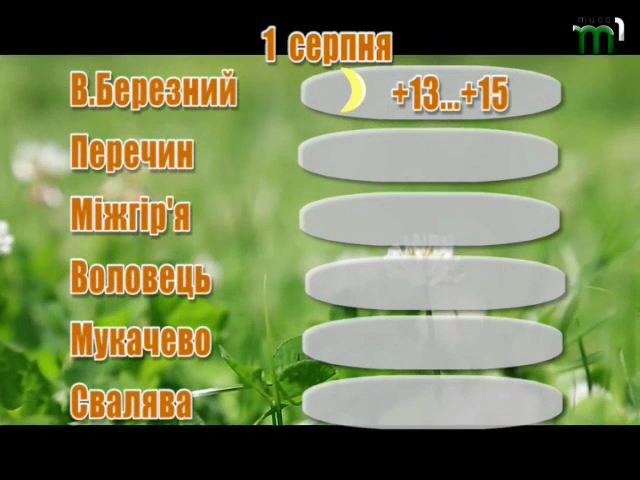 1 серпня
В.Березний +13...+15
Перечин
Міжгір'я
Воловець
Мукачево
Свалява